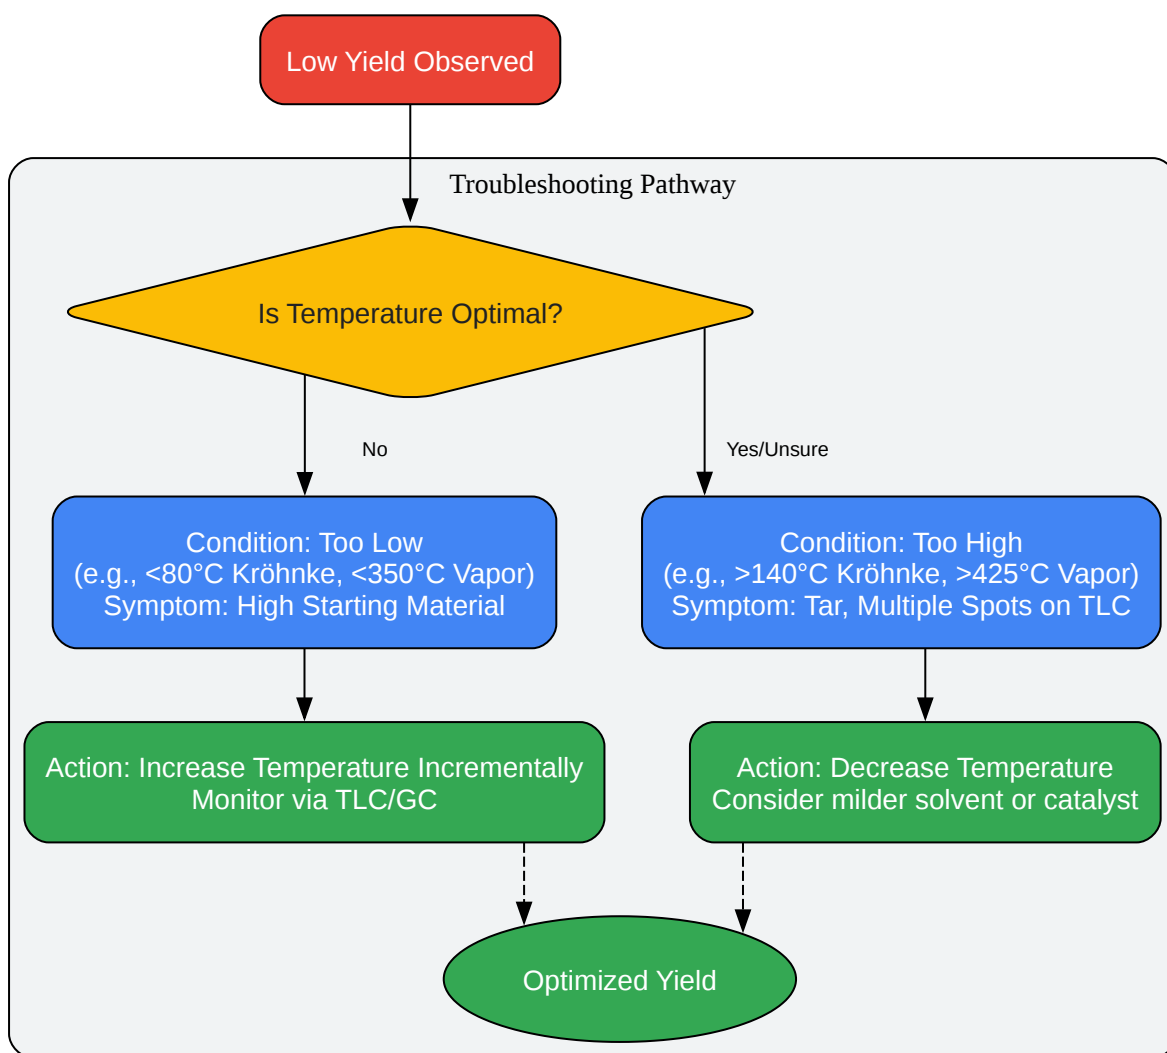 Low Yield Observed
Troubleshooting Pathway
Is Temperature Optimal?
No
Yes/Unsure
Condition: Too Low
(e.g., <80°C Kröhnke, <350°C Vapor)
Symptom: High Starting Material
Condition: Too High
(e.g., >140°C Kröhnke, >425°C Vapor)
Symptom: Tar, Multiple Spots on TLC
Action: Increase Temperature Incrementally
Monitor via TLC/GC
Action: Decrease Temperature
Consider milder solvent or catalyst
Optimized Yield